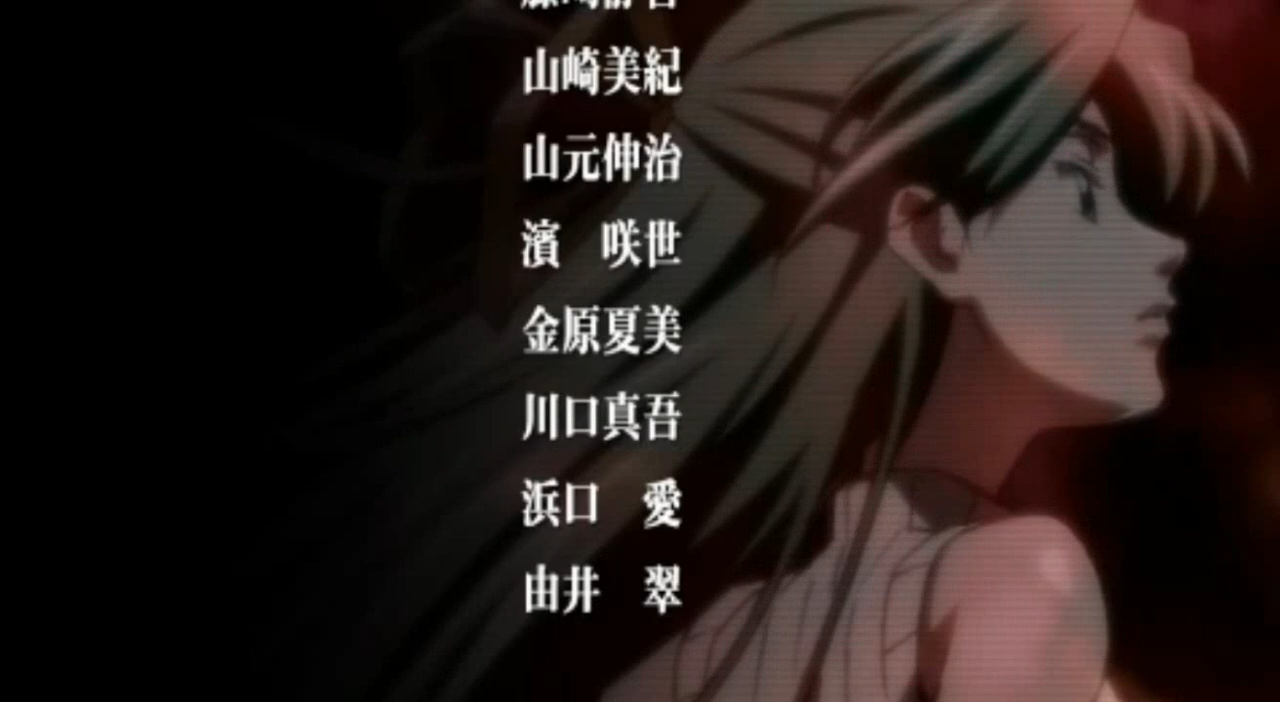 山崎美紀
山元伸治
濱　咲世
金原夏美
川口真吾
浜口　愛
由井　翠